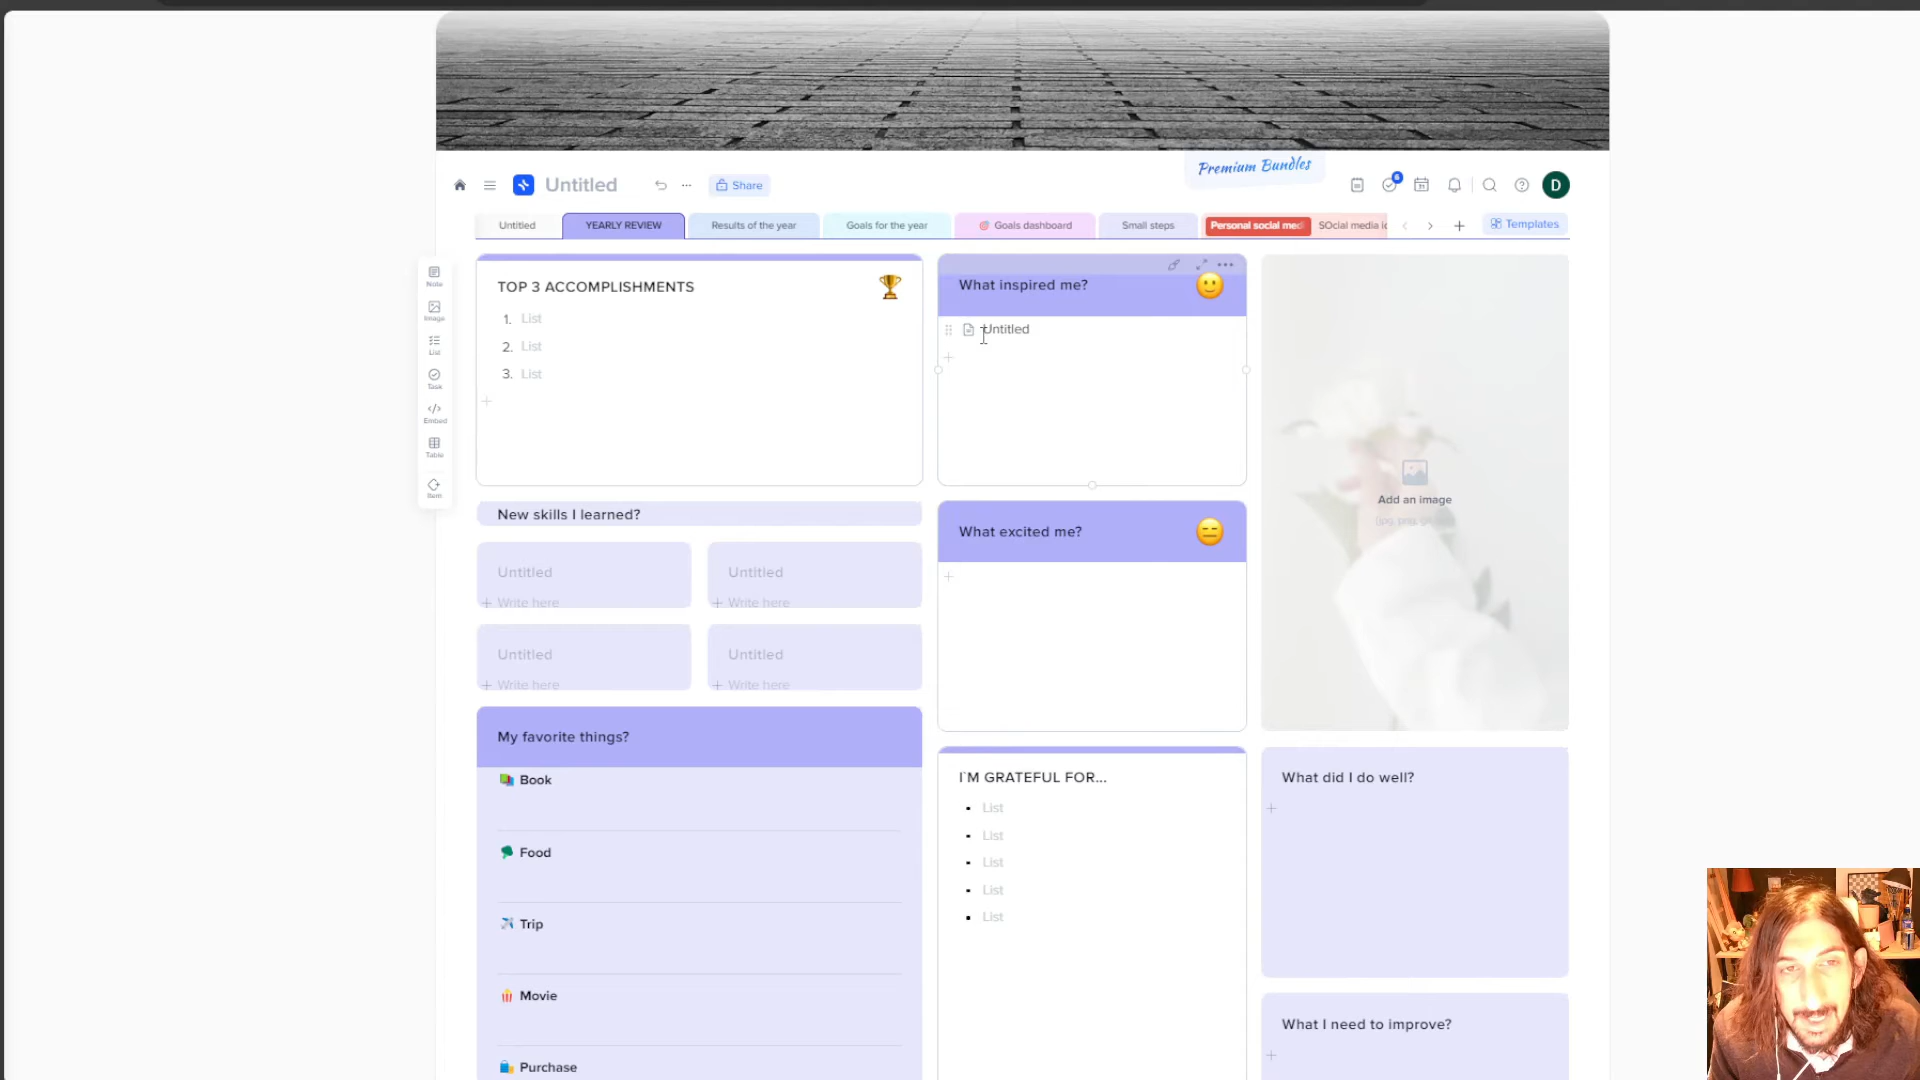 Premium Bundles
Untitled
Share
6
D
Untitled
YEARLY REVIEW
Results of the year
Goals for the year
Goals dashboard
Small steps
Personal social med
SOcial media ic
Templates
Note
Image
List
Task
Embed
Table
Item
TOP 3 ACCOMPLISHMENTS
1. List
2. List
3. List
What inspired me?
Untitled
Add an image
New skills I learned?
Untitled
Write here
Untitled
Write here
Untitled
Write here
Untitled
Write here
What excited me?
My favorite things?
Book
Food
Trip
Movie
Purchase
I`M GRATEFUL FOR...
List
List
List
List
List
What did I do well?
What I need to improve?